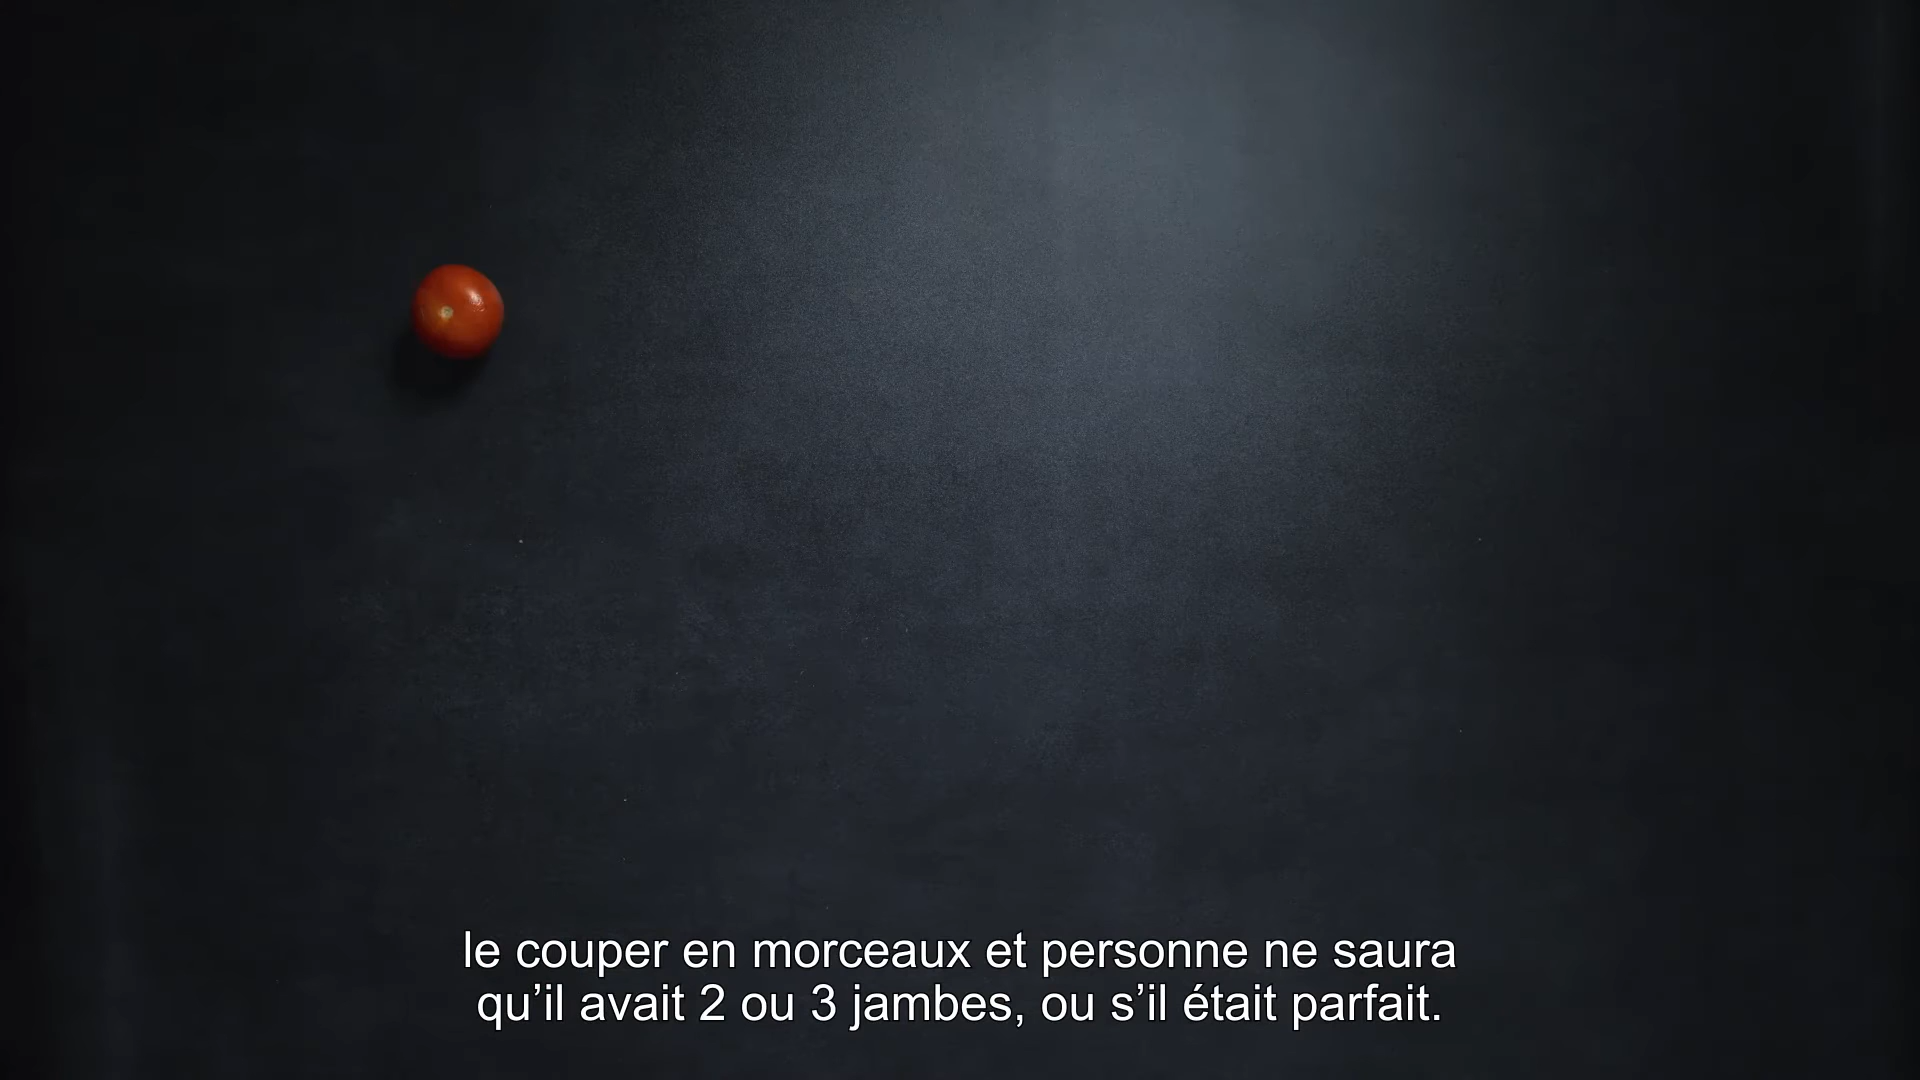 le couper en morceaux et personne ne saura
qu’il avait 2 ou 3 jambes, ou s’il était parfait.